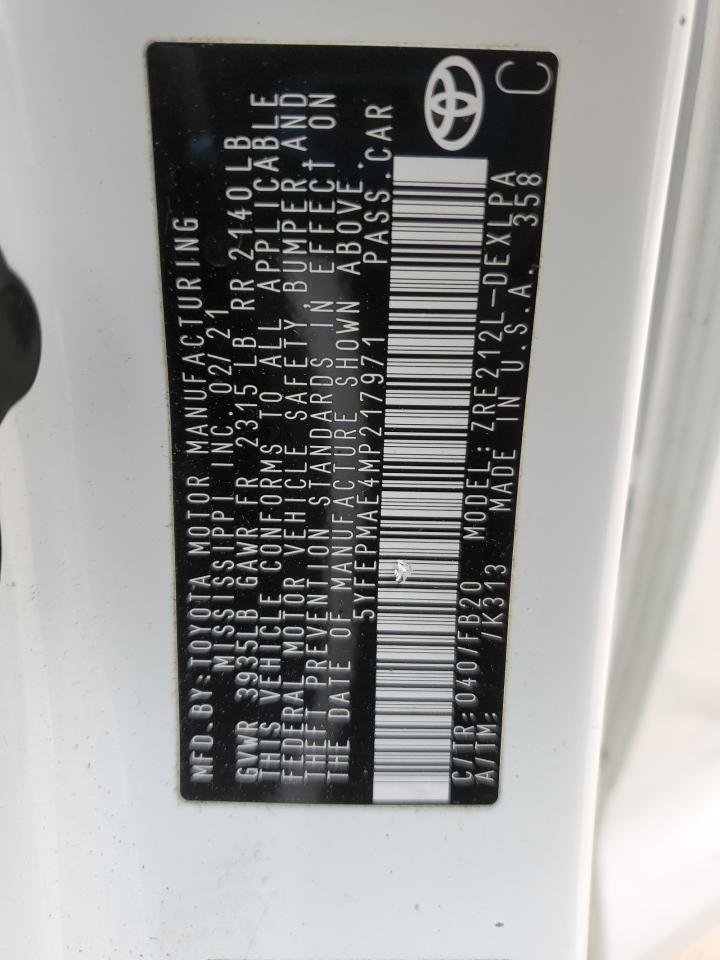 MFD.BY:TOYOTA MOTOR MANUFACTURING
MISSISSIPPI INC.02/21
GVWR 3935LB GAWR FR 2315 LB RR 2140LB
THIS VEHICLE CONFORMS TO ALL APPLICABLE
FEDERAL MOTOR VEHICLE SAFETY,BUMPER,AND
THEFT PREVENTION STANDARDS IN EFFECT ON
THE DATE OF MANUFACTURE SHOWN ABOVE.
5YFEPMAE4MP217971 PASS.CAR
C/TR:040/FB20 MODEL:ZRE212L-DEXLPA
A/TM: /K313 MADE IN U.S.A. 358
C